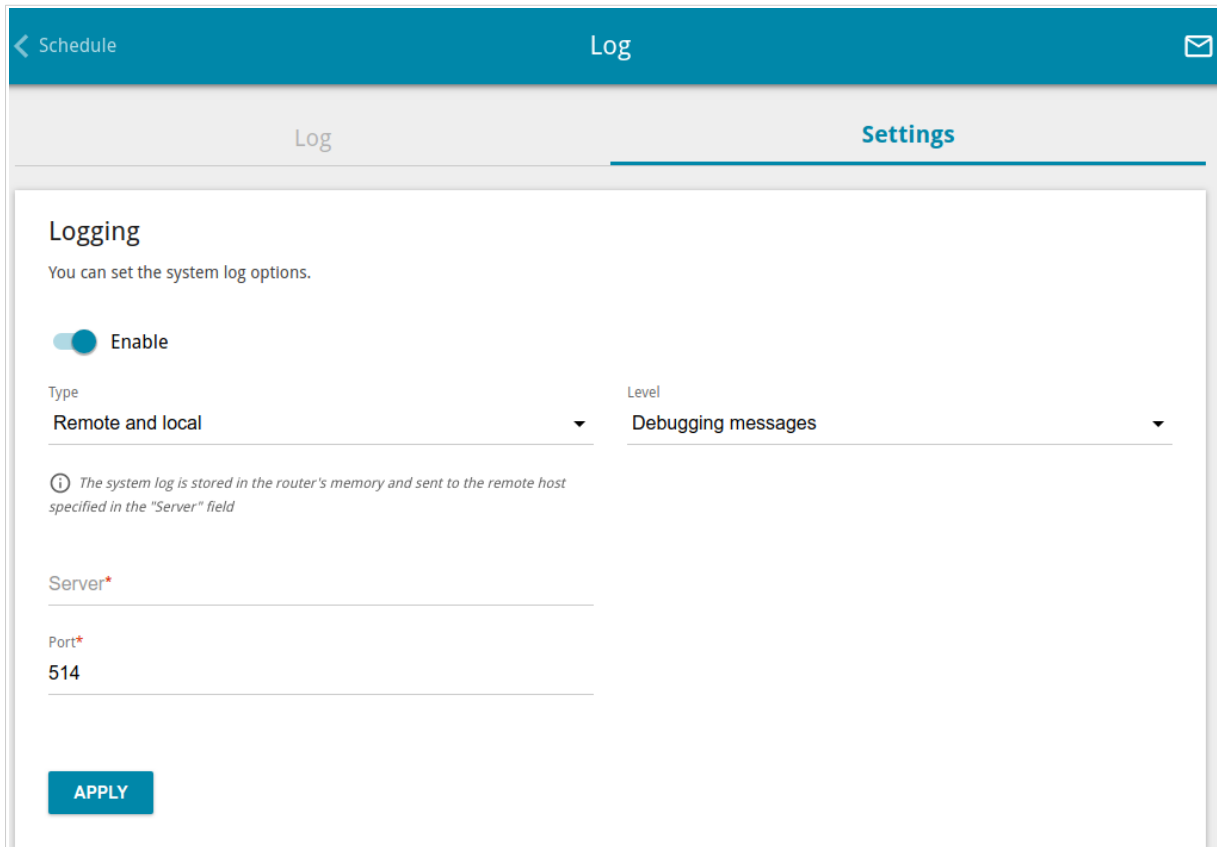 Schedule
Log
Log
Settings
Logging
You can set the system log options.
Enable
Type
Level
Remote and local
Debugging messages
The system log is stored in the router's memory and sent to the remote host
specified in the "Server" field
Server*
Port*
514
APPLY